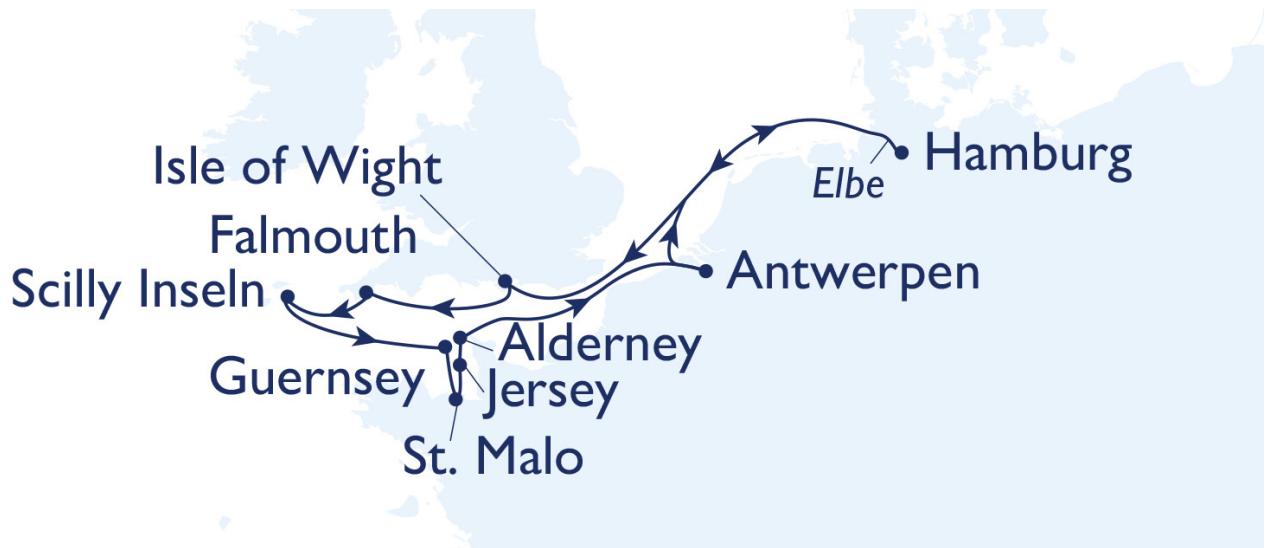 Isle of Wight
Hamburg
Elbe
Falmouth
Scilly Inseln
Antwerpen
Alderney
Guernsey
Jersey
St. Malo